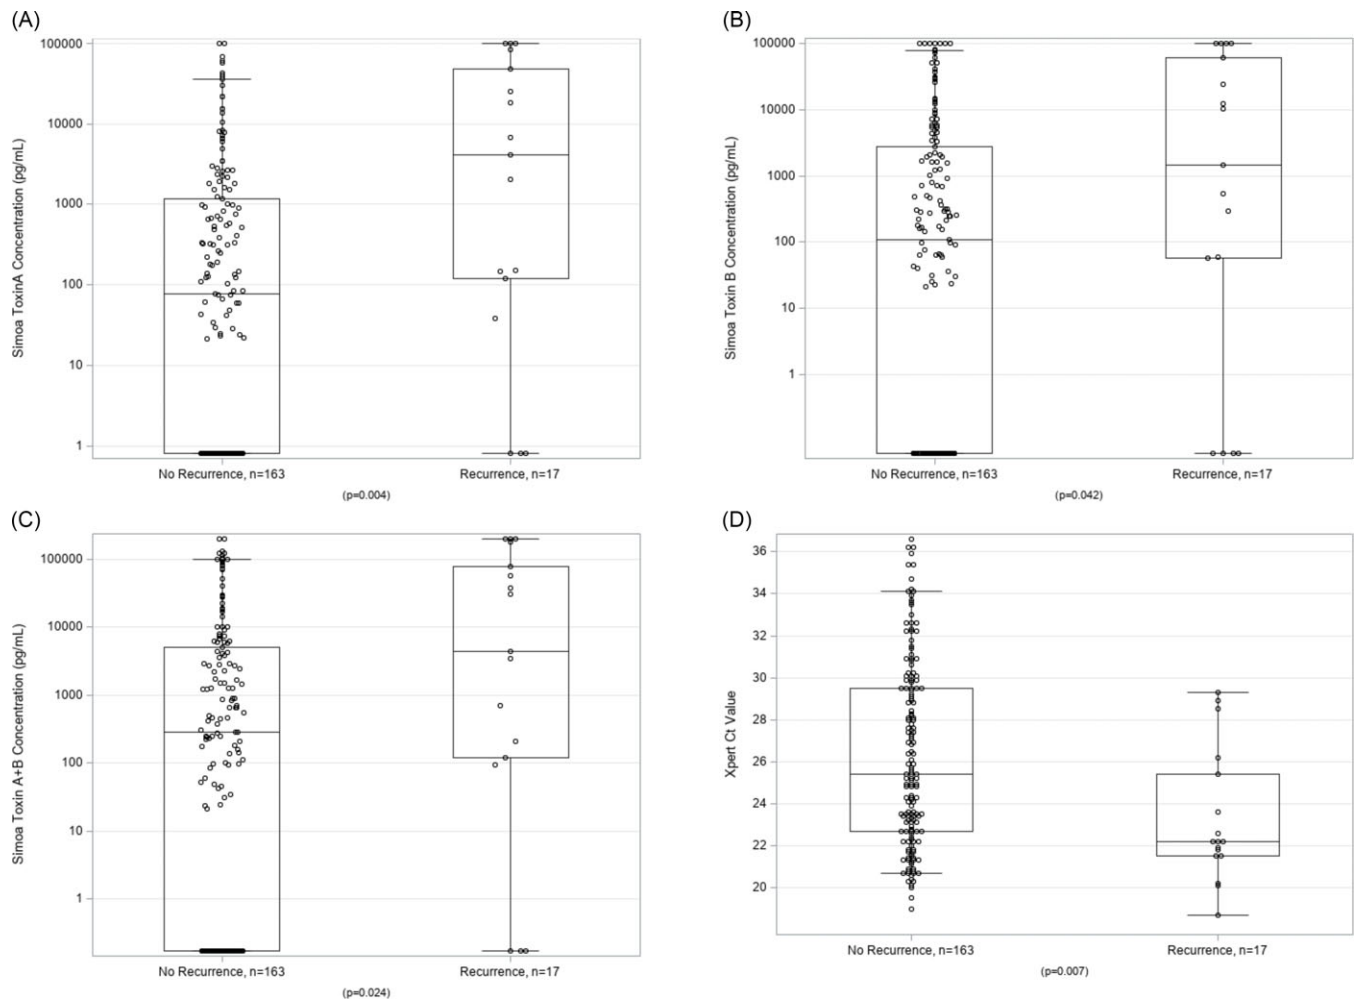 (A)
100000
10000
1000
100
10
1
Simoa ToxinA Concentration (pg/mL)
No Recurrence, n=163
Recurrence, n=17
(p=0.004)
(B)
100000
10000
1000
100
10
1
Simoa Toxin B Concentration (pg/mL)
No Recurrence, n=163
Recurrence, n=17
(p=0.042)
(C)
100000
10000
1000
100
10
1
Simoa Toxin A+B Concentration (pg/mL)
No Recurrence, n=163
Recurrence, n=17
(p=0.024)
(D)
36
34
32
30
28
26
24
22
20
Xpert Ct Value
No Recurrence, n=163
Recurrence, n=17
(p=0.007)